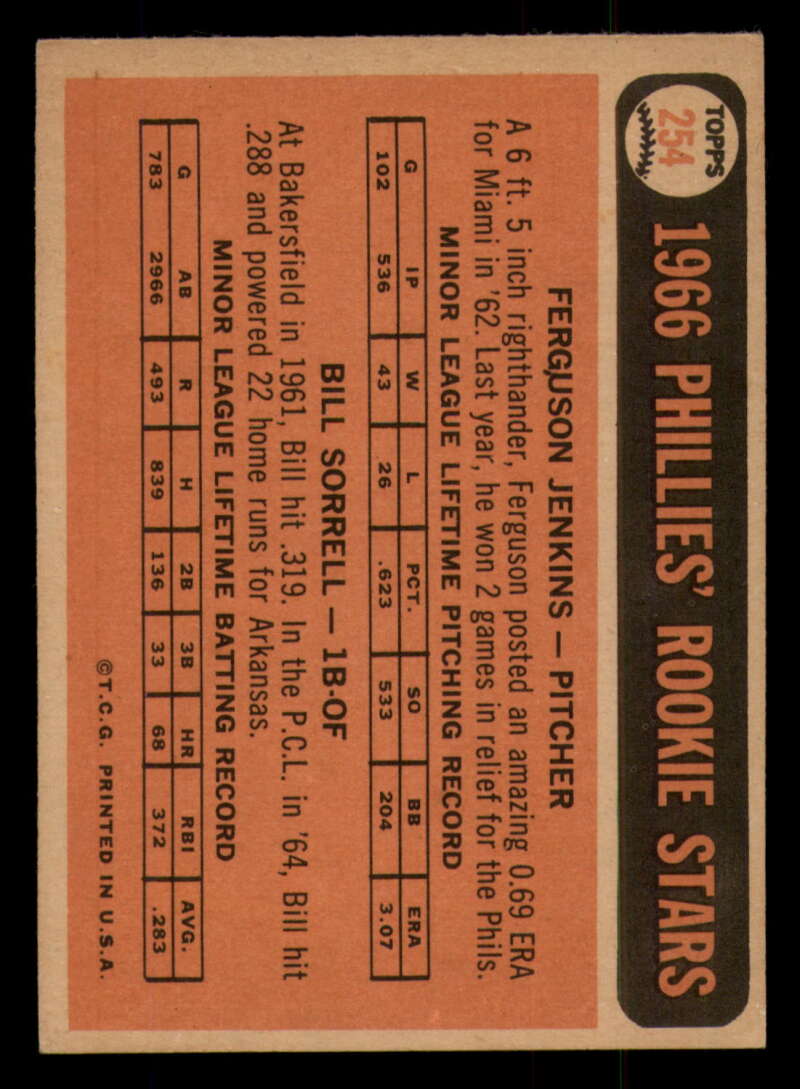 TOPPS
254
1966 PHILLIES' ROOKIE STARS
FERGUSON JENKINS — PITCHER
A 6 ft. 5 inch righthander, Ferguson posted an amazing 0.69 ERA
for Miami in '62. Last year, he won 2 games in relief for the Phils.
MINOR LEAGUE LIFETIME PITCHING RECORD
G IP W L PCT. SO BB ERA
102 536 43 26 .623 533 204 3.07
BILL SORRELL — 1B-OF
At Bakersfield in 1961, Bill hit .319. In the P.C.L. in '64, Bill hit
.288 and powered 22 home runs for Arkansas.
MINOR LEAGUE LIFETIME BATTING RECORD
G AB R H 2B 3B HR RBI AVG.
783 2966 493 839 136 33 68 372 .283
©T.C.G. PRINTED IN U.S.A.